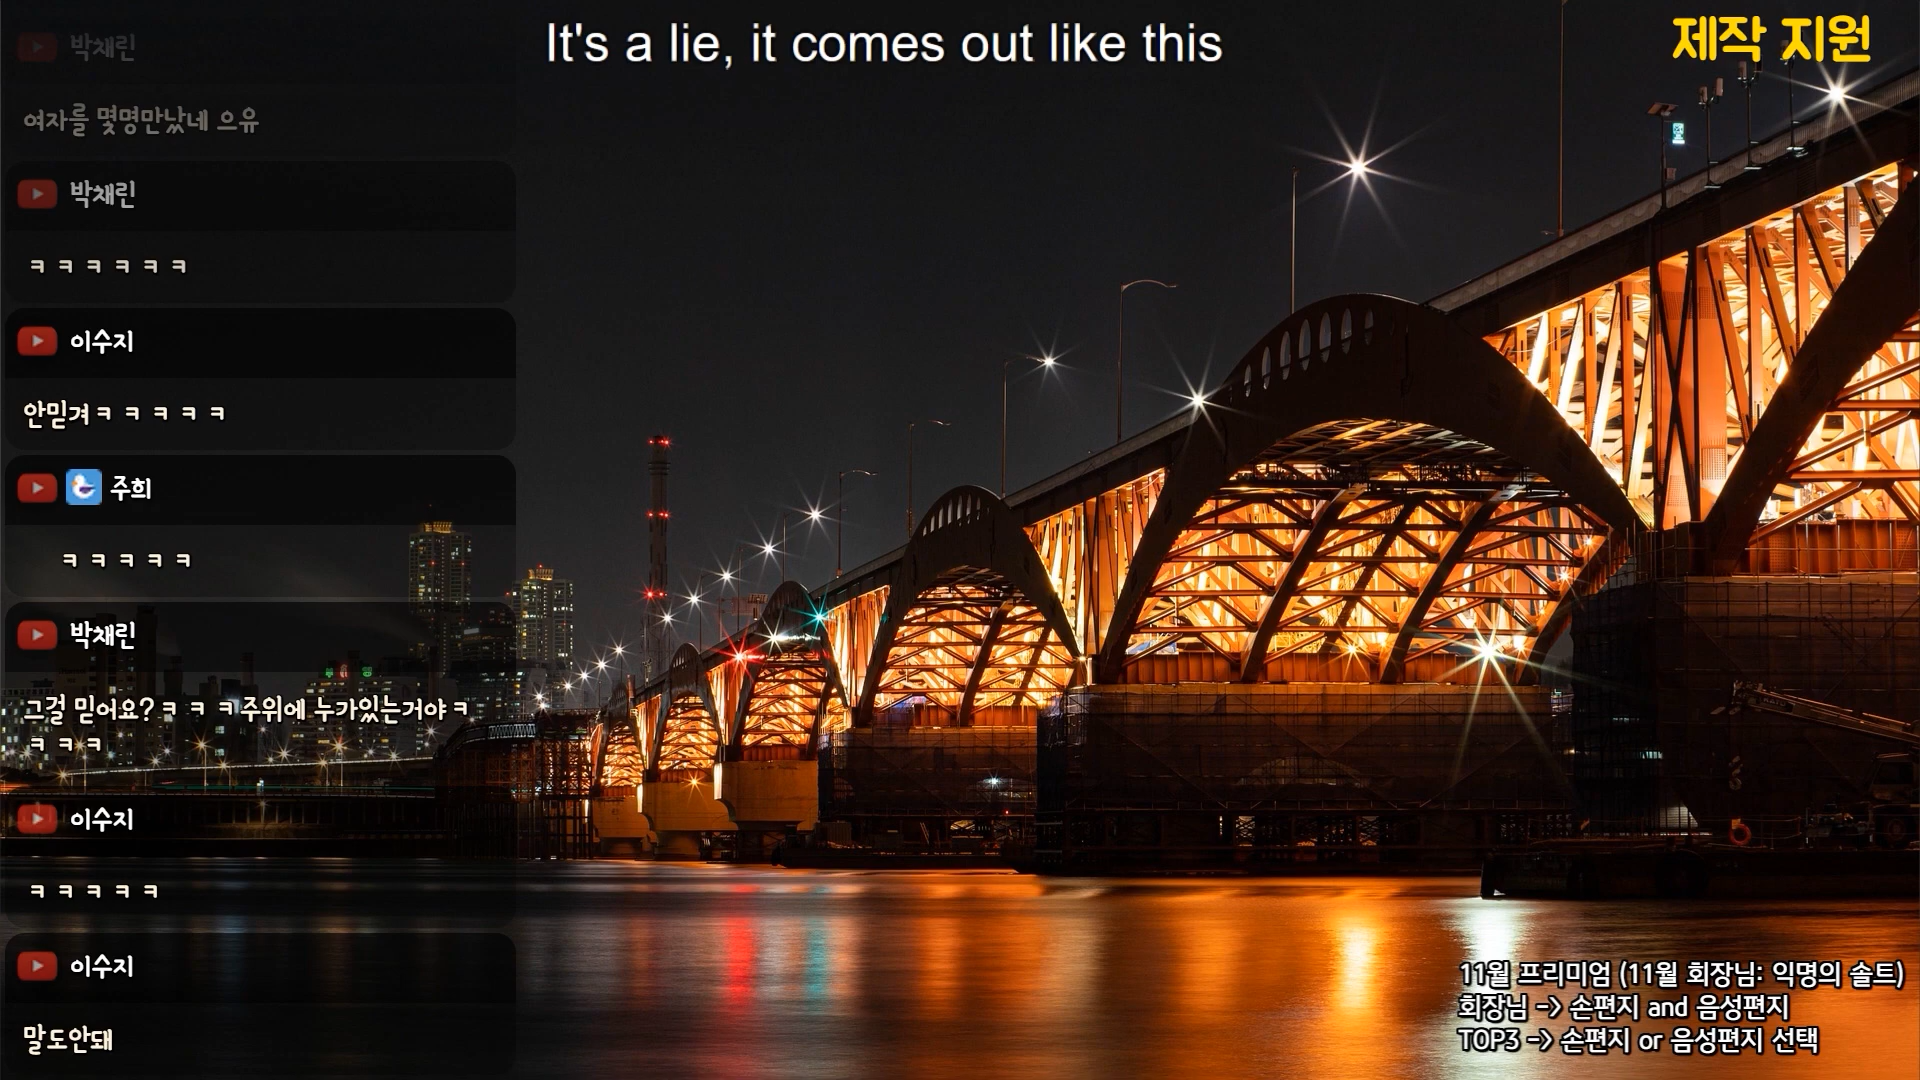 It's a lie, it comes out like this
제작 지원
박채린
여자를 몇명만났네 으유
박채린
ㅋㅋㅋㅋㅋㅋ
이수지
안믿겨ㅋㅋㅋㅋㅋ
주희
ㅋㅋㅋㅋㅋ
박채린
그걸 믿어요?ㅋㅋㅋ주위에 누가있는거야ㅋ
ㅋㅋㅋ
이수지
ㅋㅋㅋㅋㅋ
이수지
말도안돼
11월 프리미엄 (11월 회장님: 익명의 솔트)
회장님 -> 손편지 and 음성편지
TOP3 -> 손편지 or 음성편지 선택